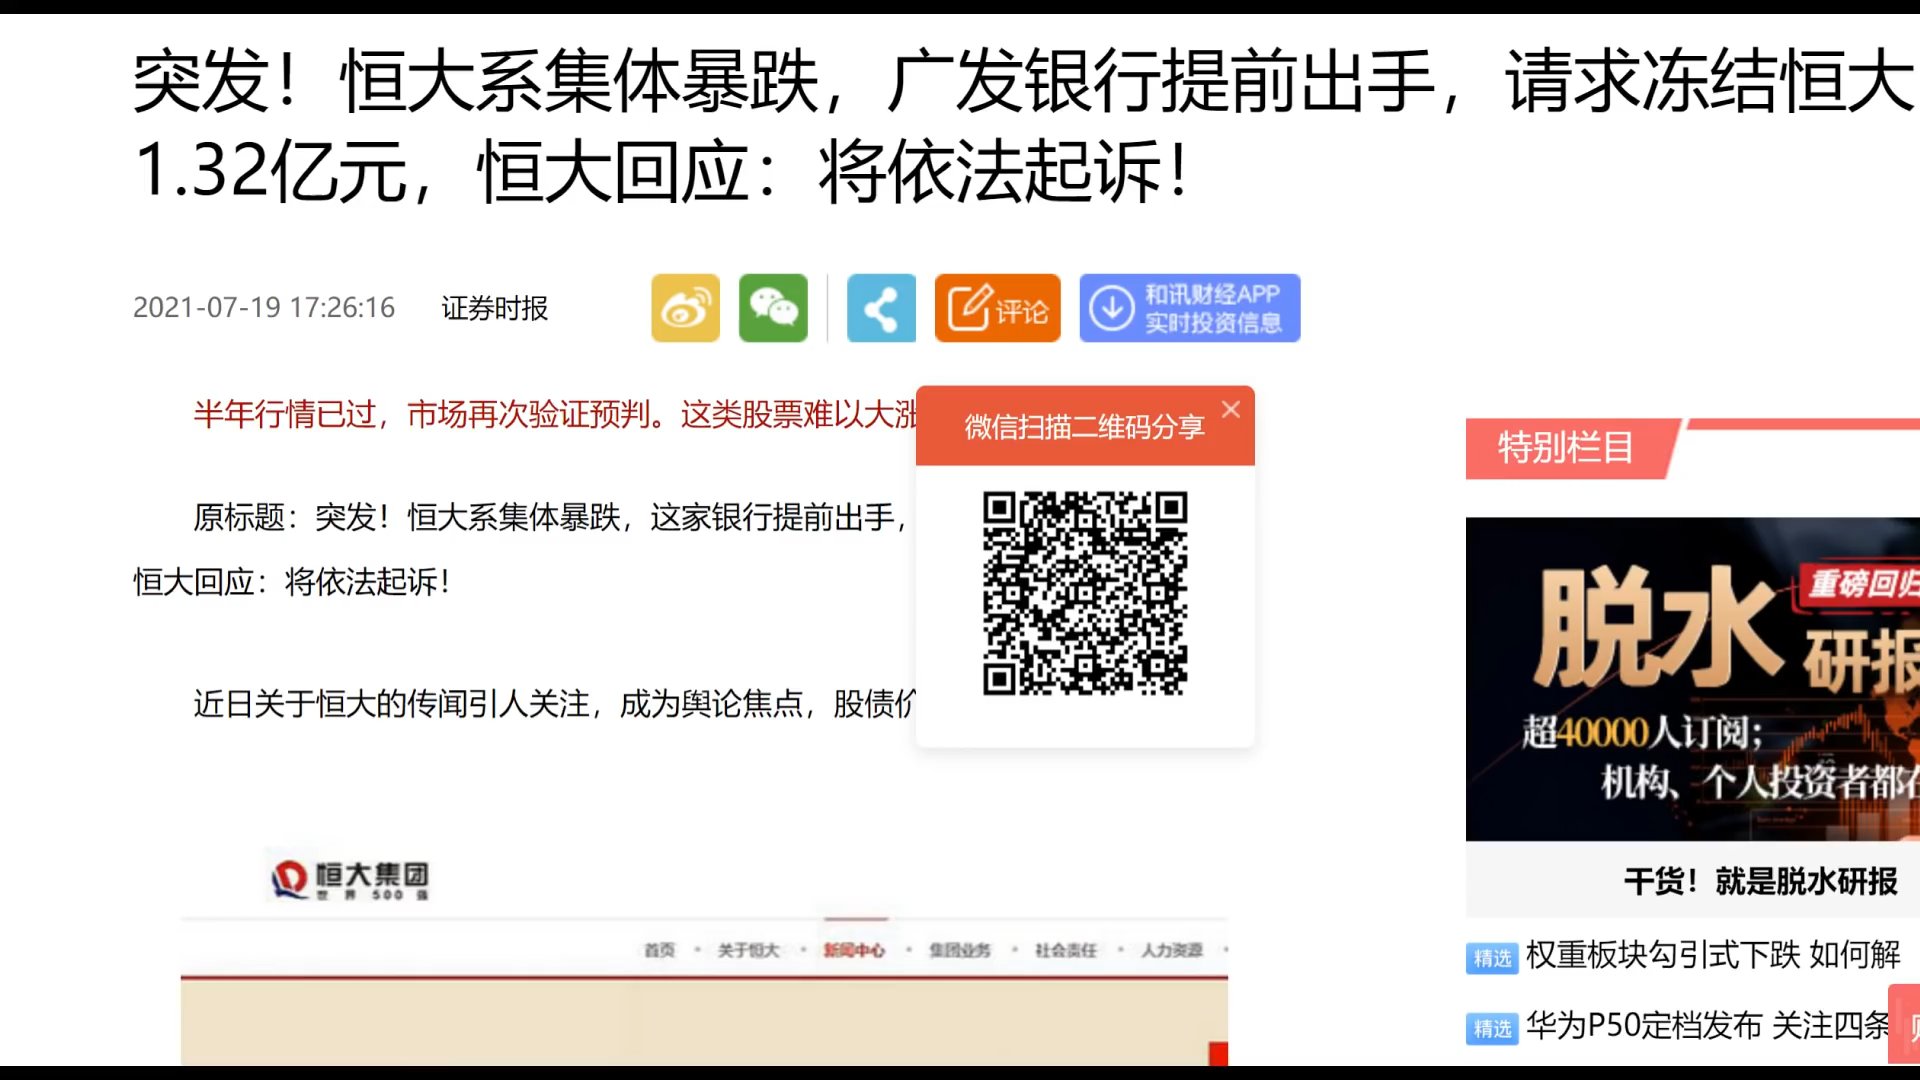 突发！恒大系集体暴跌，广发银行提前出手，请求冻结恒大
1.32亿元，恒大回应：将依法起诉！
2021-07-19 17:26:16 证券时报
评论
和讯财经APP
实时投资信息
半年行情已过，市场再次验证预判。这类股票难以大涨
微信扫描二维码分享
原标题：突发！恒大系集体暴跌，这家银行提前出手，
恒大回应：将依法起诉！
近日关于恒大的传闻引人关注，成为舆论焦点，股债价
恒大集团
世界500强
首页 · 关于恒大 · 新闻中心 · 集团业务 · 社会责任 · 人力资源 ·
特别栏目
重磅回归
脱水
研报
超40000人订阅；
机构、个人投资者都在
干货！就是脱水研报
精选 权重板块勾引式下跌 如何解
精选 华为P50定档发布 关注四条